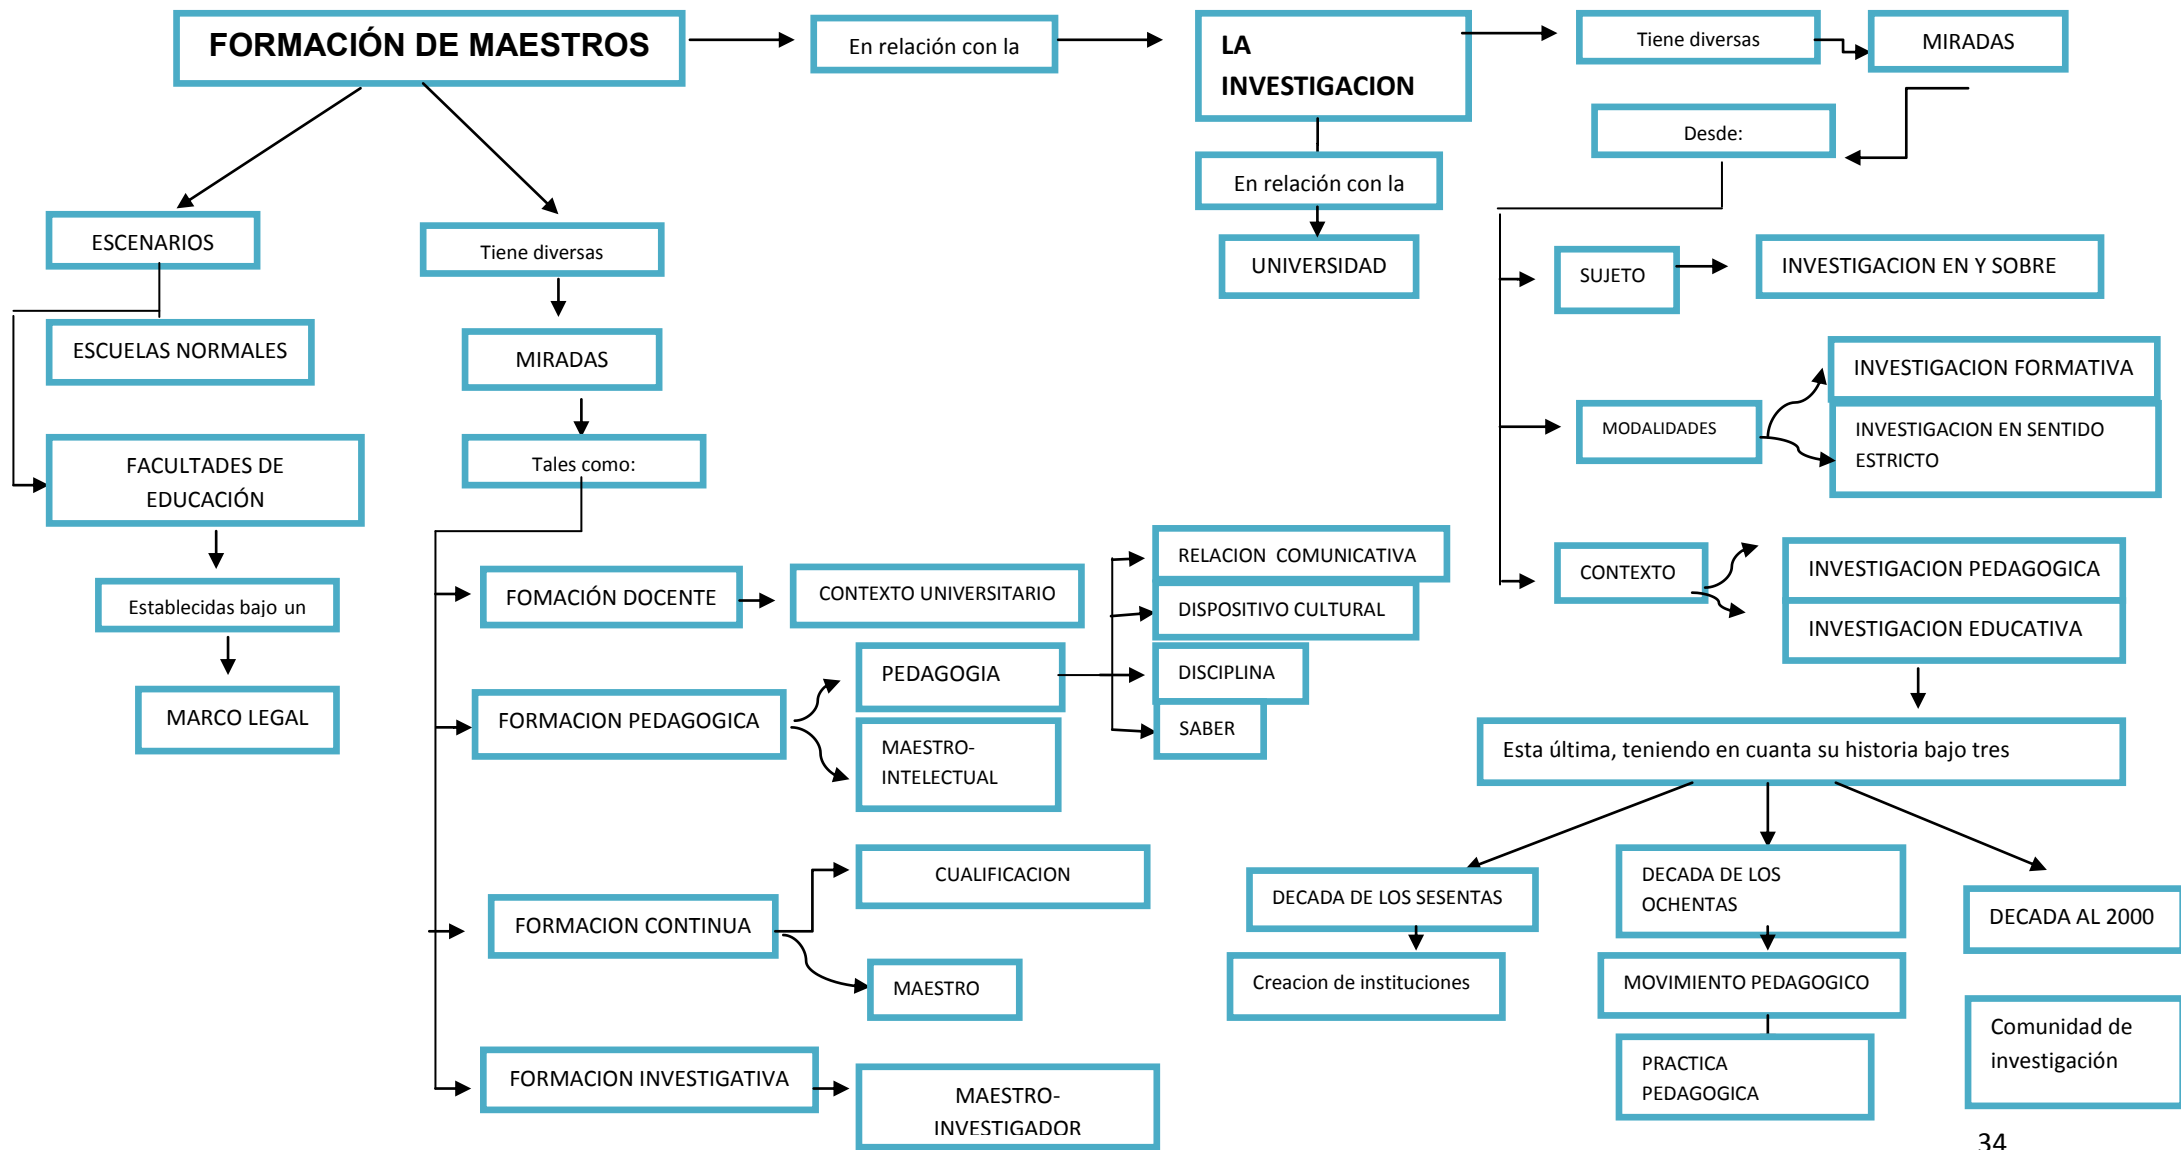 FORMACIÓN DE MAESTROS
En relación con la
LA
INVESTIGACION
Tiene diversas
MIRADAS
Desde:
En relación con la
UNIVERSIDAD
ESCENARIOS
ESCUELAS NORMALES
FACULTADES DE
EDUCACIÓN
Establecidas bajo un
MARCO LEGAL
Tiene diversas
MIRADAS
Tales como:
FOMACIÓN DOCENTE
CONTEXTO UNIVERSITARIO
FORMACION PEDAGOGICA
PEDAGOGIA
MAESTRO-
INTELECTUAL
RELACION COMUNICATIVA
DISPOSITIVO CULTURAL
DISCIPLINA
SABER
FORMACION CONTINUA
CUALIFICACION
MAESTRO
FORMACION INVESTIGATIVA
MAESTRO-
INVESTIGADOR
SUJETO
INVESTIGACION EN Y SOBRE
MODALIDADES
INVESTIGACION FORMATIVA
INVESTIGACION EN SENTIDO
ESTRICTO
CONTEXTO
INVESTIGACION PEDAGOGICA
INVESTIGACION EDUCATIVA
Esta última, teniendo en cuanta su historia bajo tres
DECADA DE LOS SESENTAS
Creacion de instituciones
DECADA DE LOS
OCHENTAS
MOVIMIENTO PEDAGOGICO
PRACTICA
PEDAGOGICA
DECADA AL 2000
Comunidad de
investigación
34